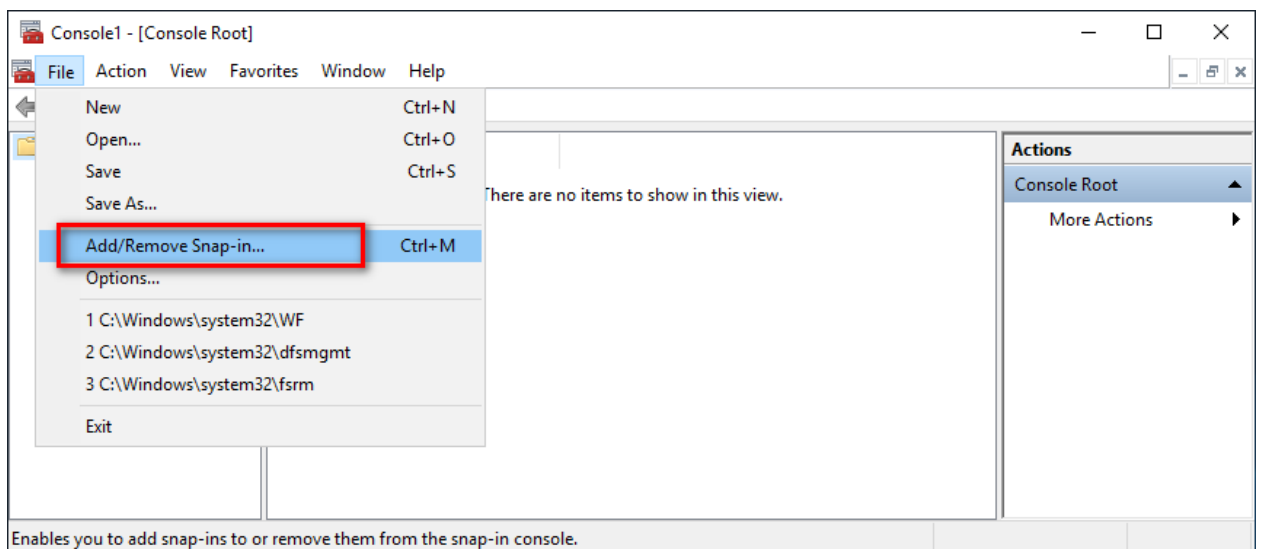 Console1 - [Console Root]
File Action View Favorites Window Help
New Ctrl+N
Open... Ctrl+O
Save Ctrl+S
Save As...
Add/Remove Snap-in... Ctrl+M
Options...
1 C:\Windows\system32\WF
2 C:\Windows\system32\dfsmgmt
3 C:\Windows\system32\fsrm
Exit
There are no items to show in this view.
Actions
Console Root
More Actions
Enables you to add snap-ins to or remove them from the snap-in console.